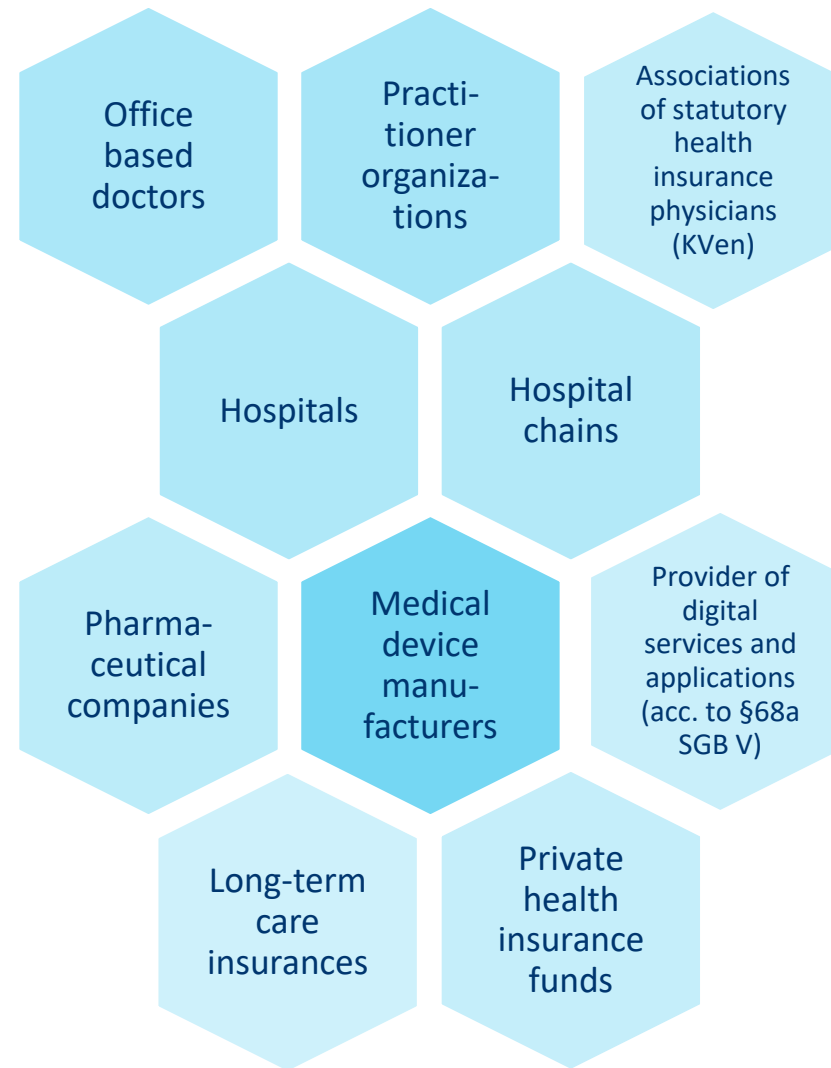 Office
based
doctors
Practi-
tioner
organiza-
tions
Associations
of statutory
health
insurance
physicians
(KVen)
Hospitals
Hospital
chains
Pharma-
ceutical
companies
Medical
device
manu-
facturers
Provider of
digital
services and
applications
(acc. to §68a
SGB V)
Long-term
care
insurances
Private
health
insurance
funds